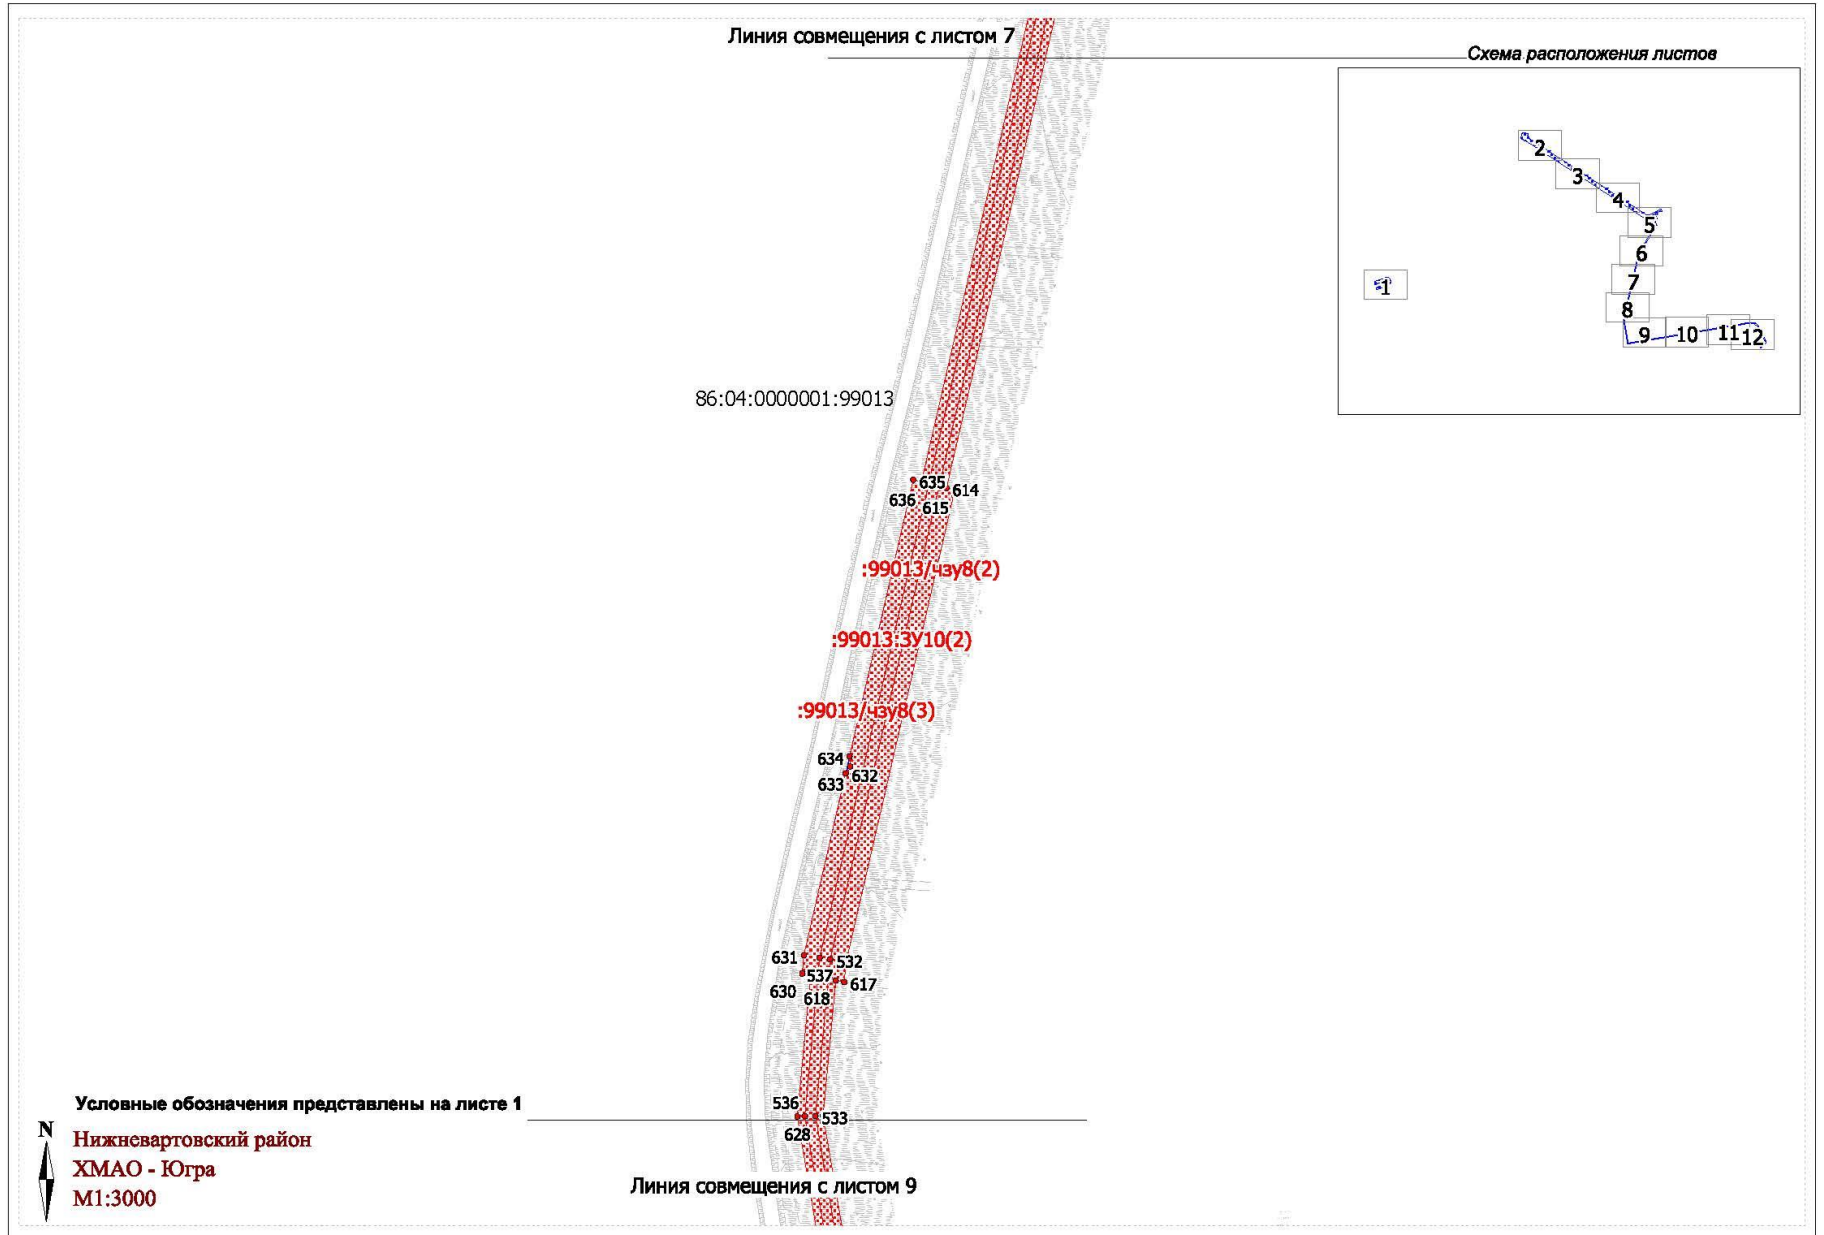 Линия совмещения с листом 7
Схема расположения листов
2
3
4
5
6
7
8
1
9
10
11
12
86:04:0000001:99013
635
614
636
615
:99013/чзу8(2)
:99013:ЗУ10(2)
:99013/чзу8(3)
634
632
633
631
532
537
617
630
618
536
533
628
Условные обозначения представлены на листе 1
N
Нижневартовский район
ХМАО - Югра
М1:3000
Линия совмещения с листом 9